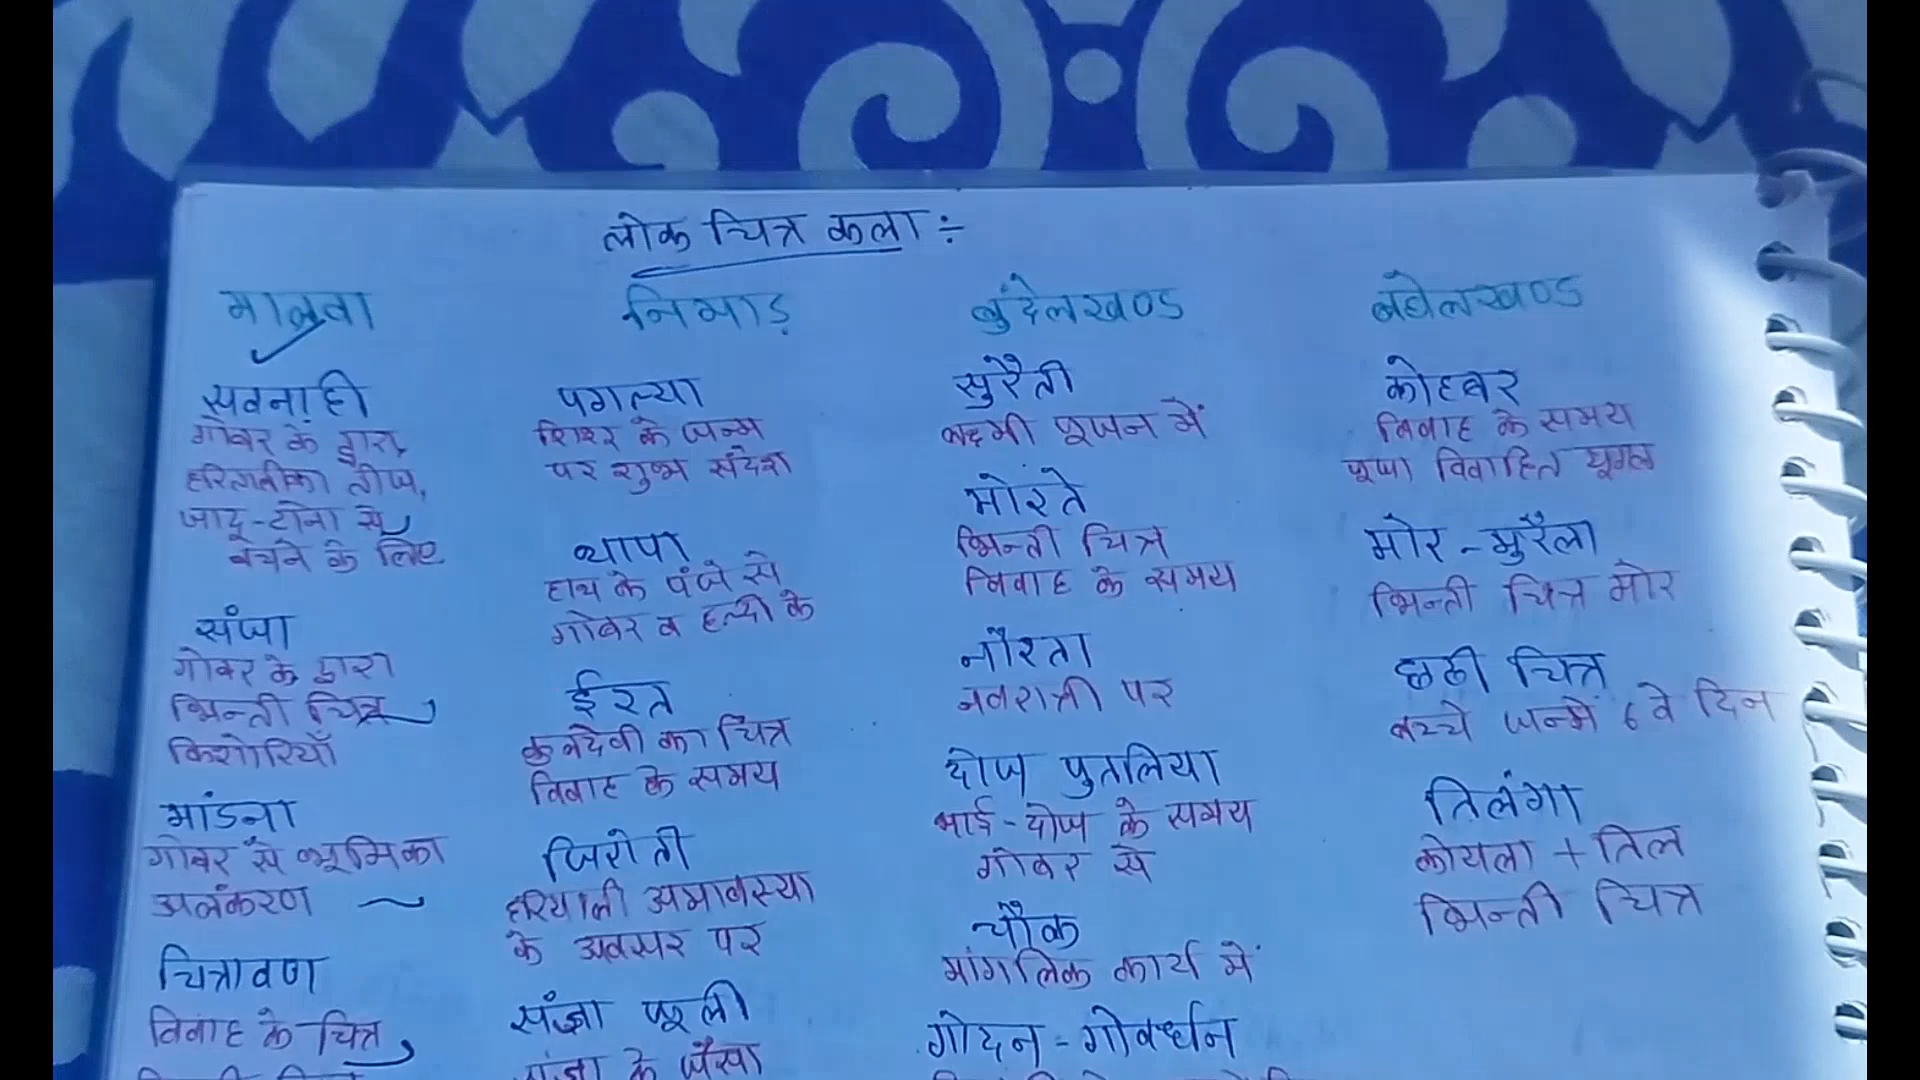 लोक चित्र कला :-
मालवा
सवनाही
गोबर के द्वारा,
हरितालीका तीज,
जादू-टोना से
बचने के लिए
संजा
गोबर के द्वारा
भित्ती चित्र
किशोरियाँ
मांडना
गोबर से भूमिका
अलंकरण
चित्रावण
विवाह के चित्र
निमाड़
पगल्या
शिशु के जन्म
पर शुभ संदेश
थापा
हाथ के पंजे से
गोबर व हल्दी के
ईरत
कुलदेवी का चित्र
विवाह के समय
जिरोती
हरियाली अमावस्या
के अवसर पर
संझा फूली
संझा के जैसा
बुंदेलखण्ड
सुरैती
लक्ष्मी पूजन में
मोरते
भित्ती चित्र
विवाह के समय
नौरता
नवरात्री पर
दोज पुतलिया
भाई-दोज के समय
गोबर से
चौक
मांगलिक कार्य में
गोदन-गोवर्धन
बघेलखण्ड
कोहबर
विवाह के समय
पूजा विवाहित युगल
मोर-मुरैला
भित्ती चित्र मोर
छठी चित्र
बच्चे जन्में 6 वे दिन
तिलंगा
कोयला + तिल
भित्ती चित्र